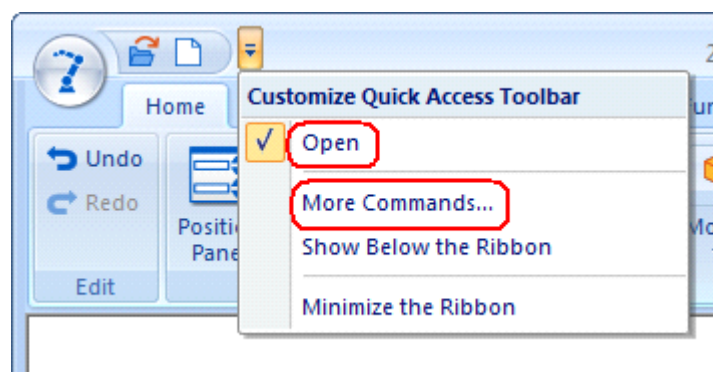 Home
Customize Quick Access Toolbar
Open
Undo
Redo
More Commands...
Show Below the Ribbon
Edit
Minimize the Ribbon